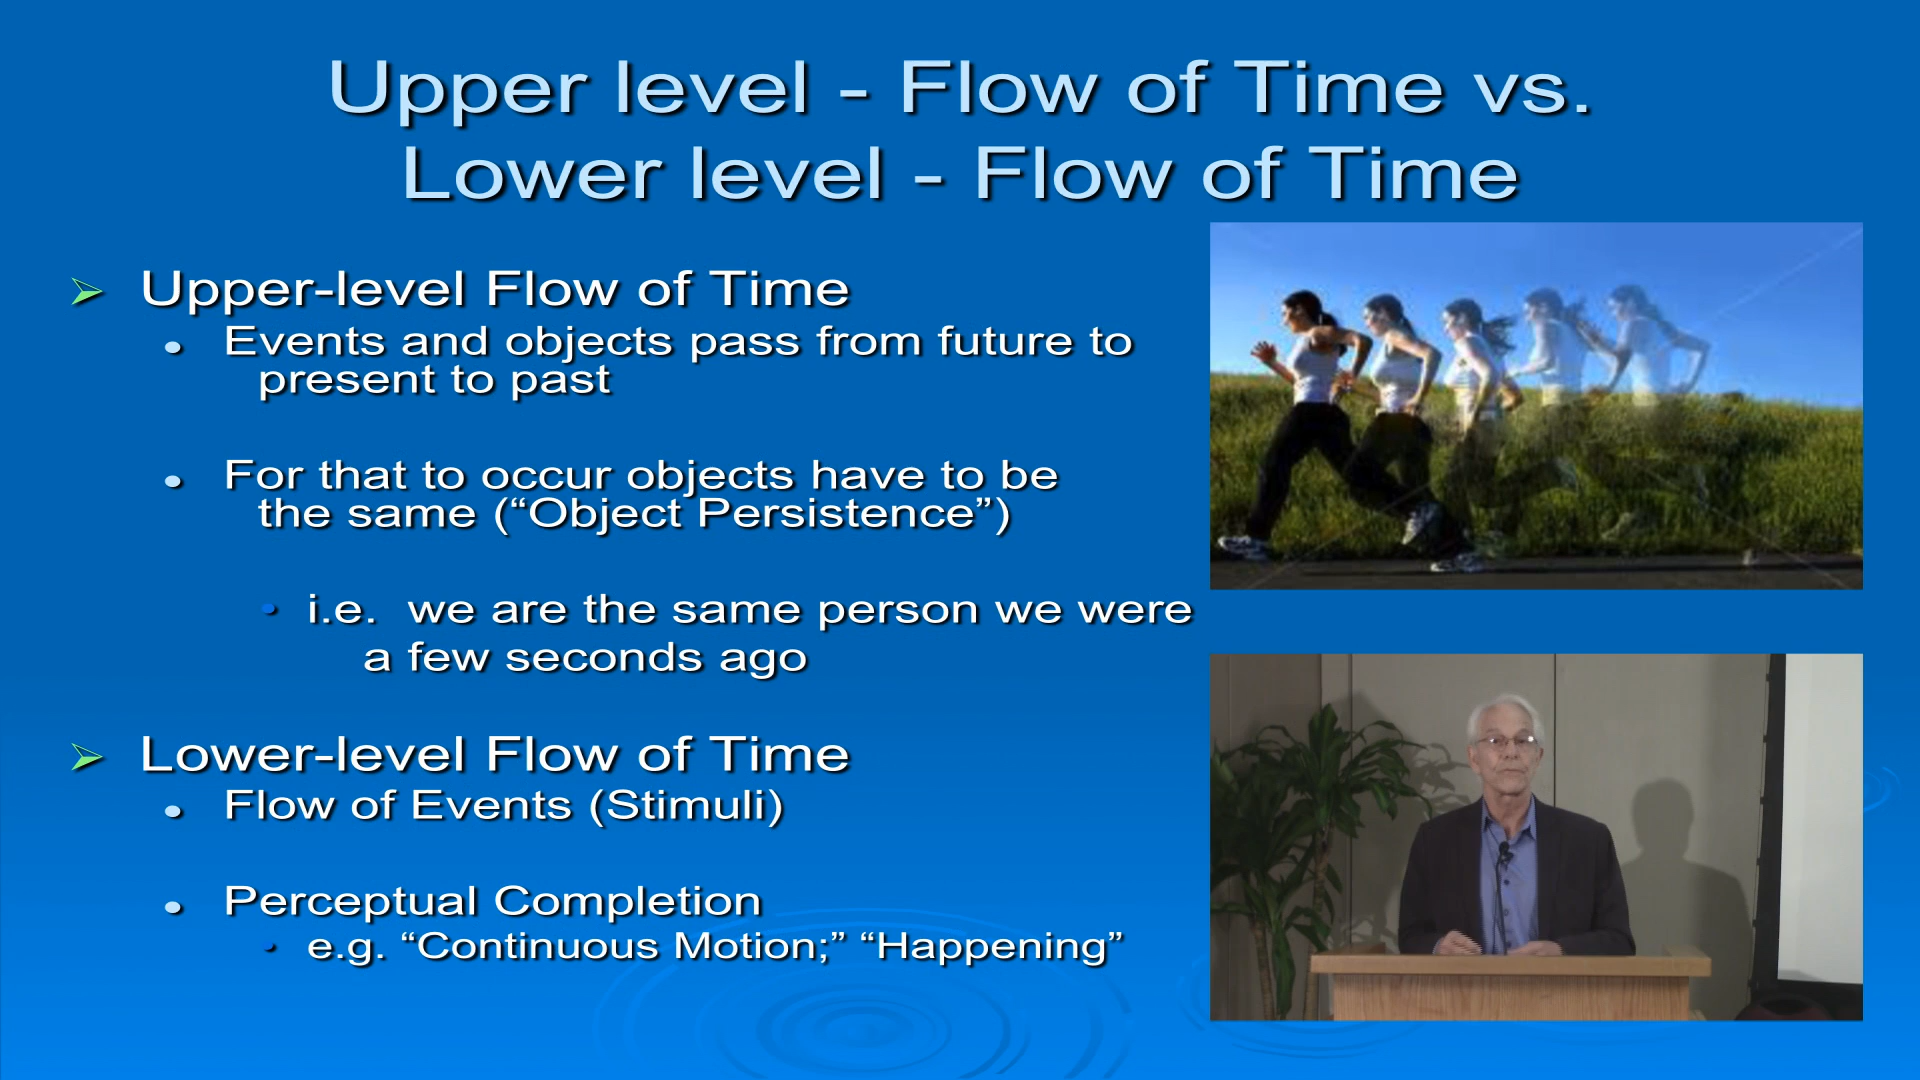 Upper level - Flow of Time vs.
Lower level - Flow of Time
Upper-level Flow of Time
Events and objects pass from future to
present to past
For that to occur objects have to be
the same (“Object Persistence”)
i.e. we are the same person we were
a few seconds ago
Lower-level Flow of Time
Flow of Events (Stimuli)
Perceptual Completion
e.g. “Continuous Motion;” “Happening”